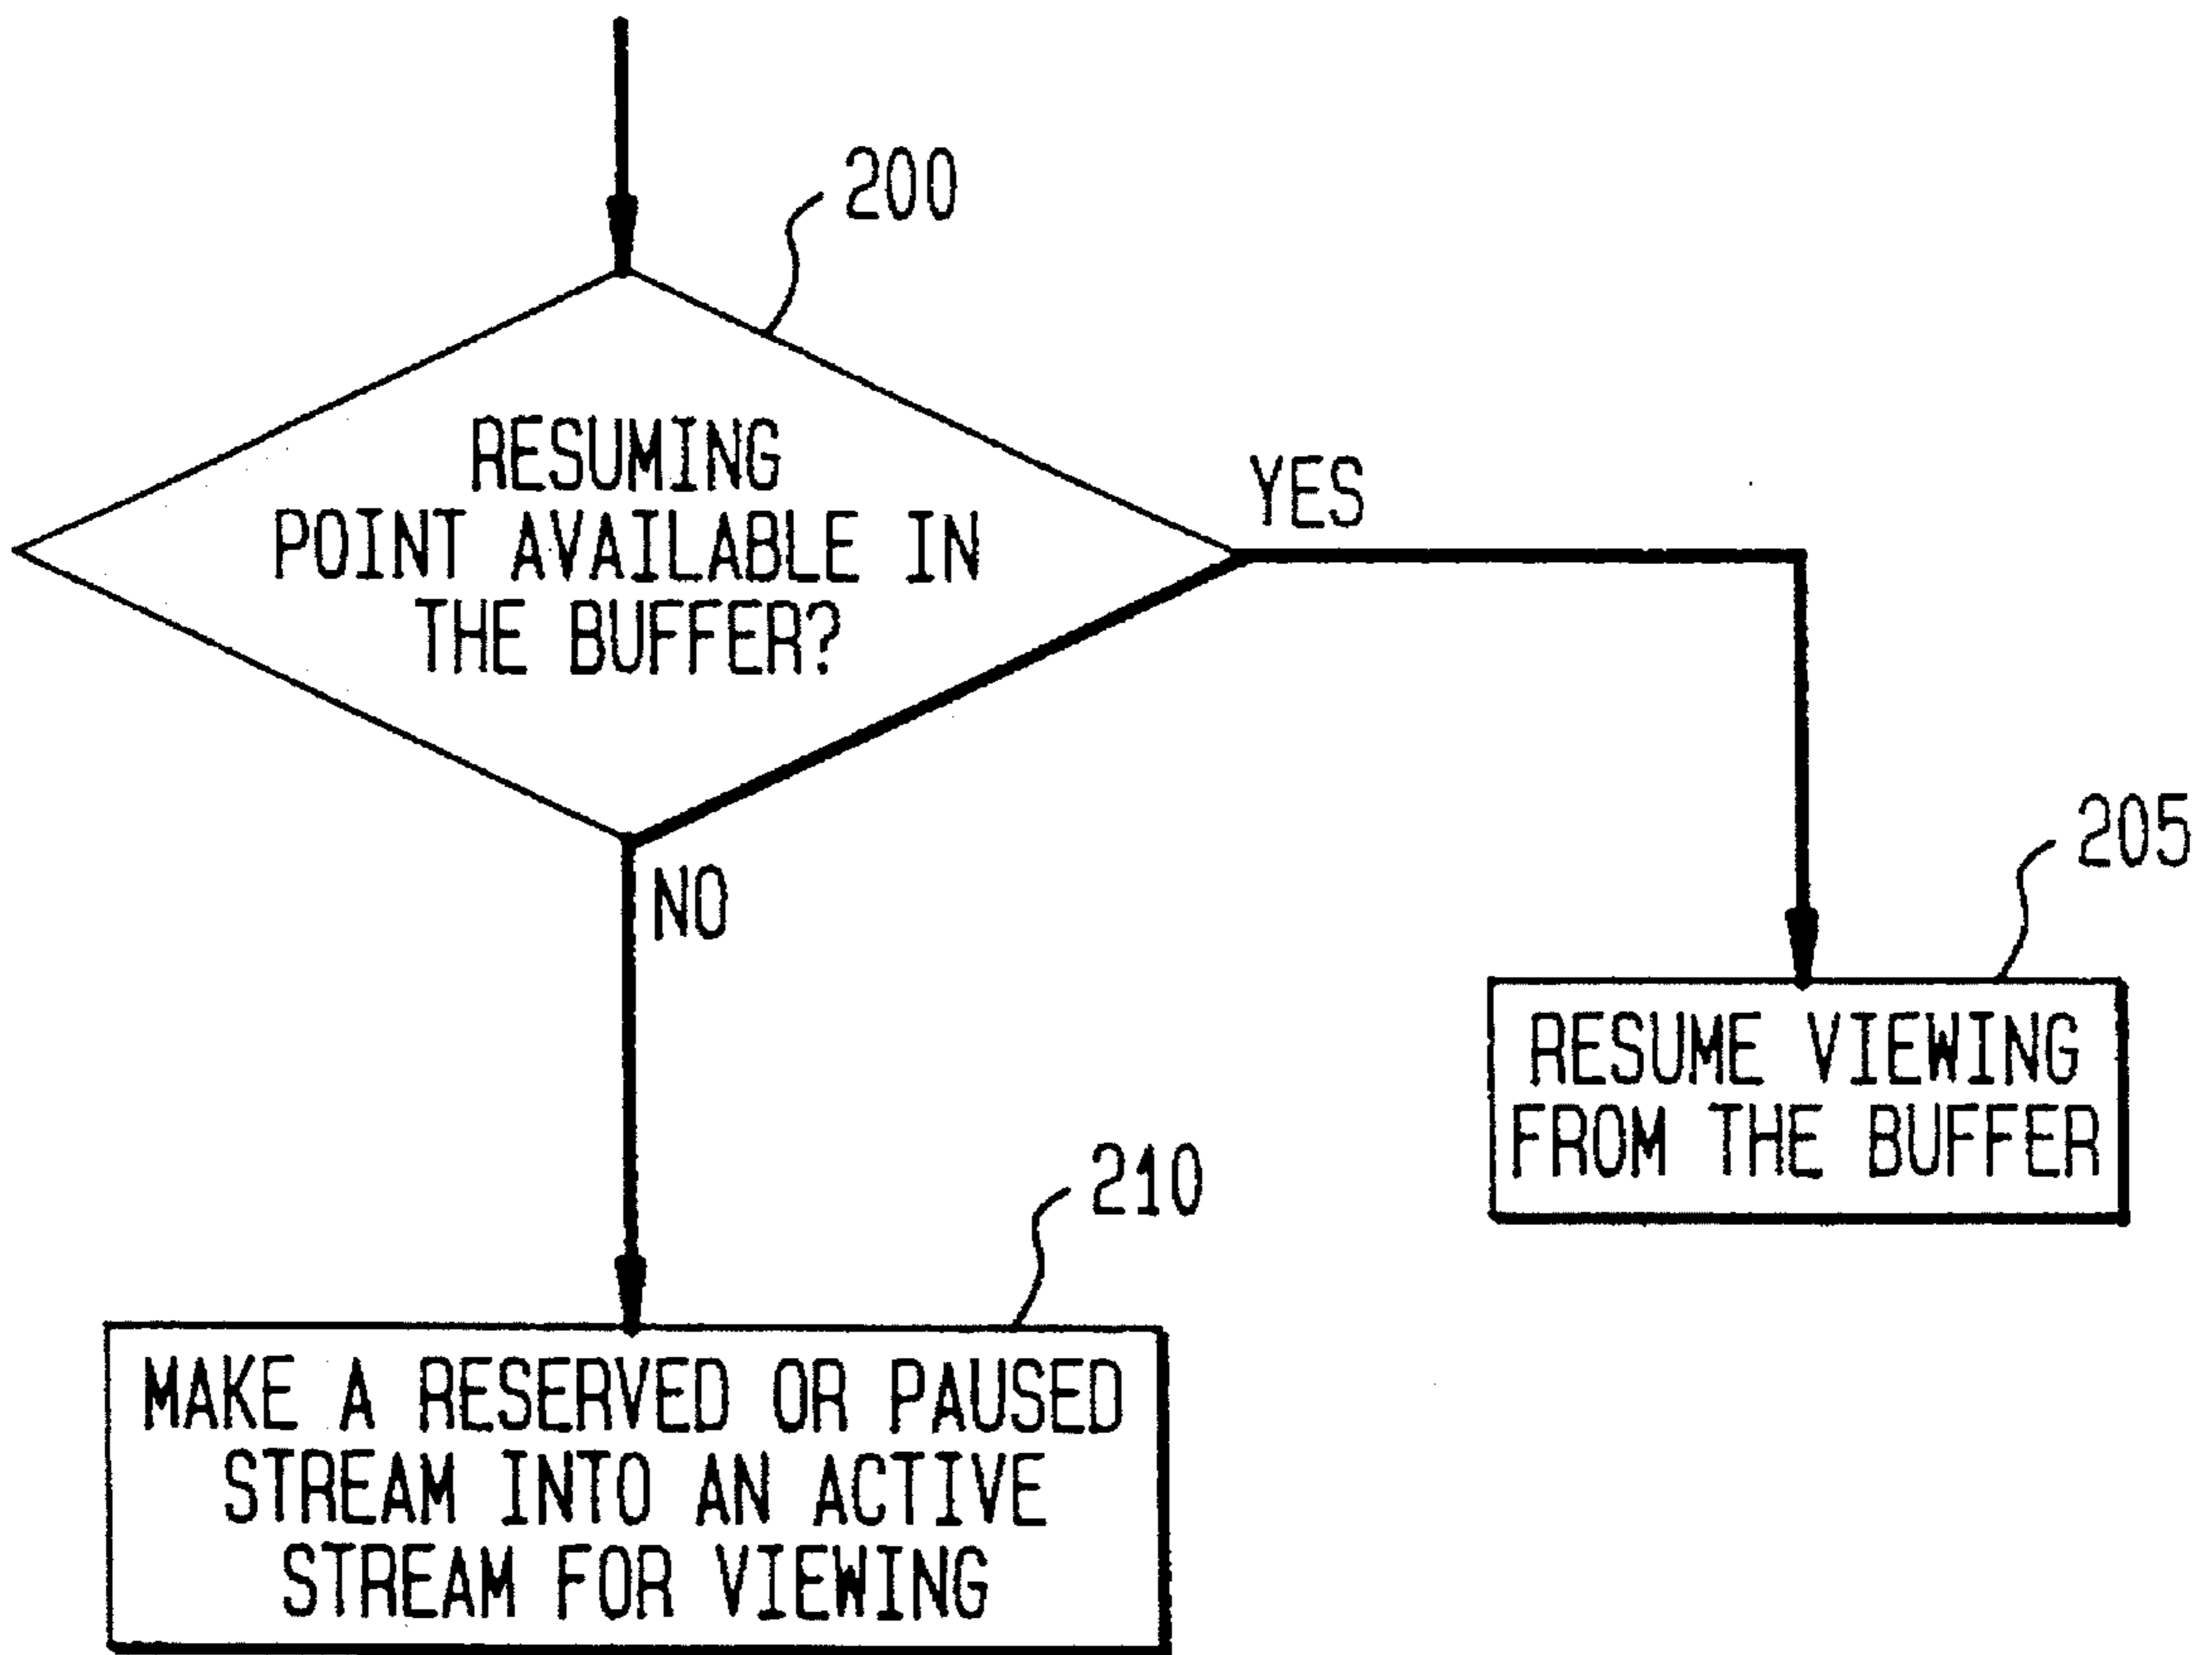 200
RESUMING
POINT AVAILABLE IN
THE BUFFER?
YES
NO
205
RESUME VIEWING
FROM THE BUFFER
210
MAKE A RESERVED OR PAUSED
STREAM INTO AN ACTIVE
STREAM FOR VIEWING